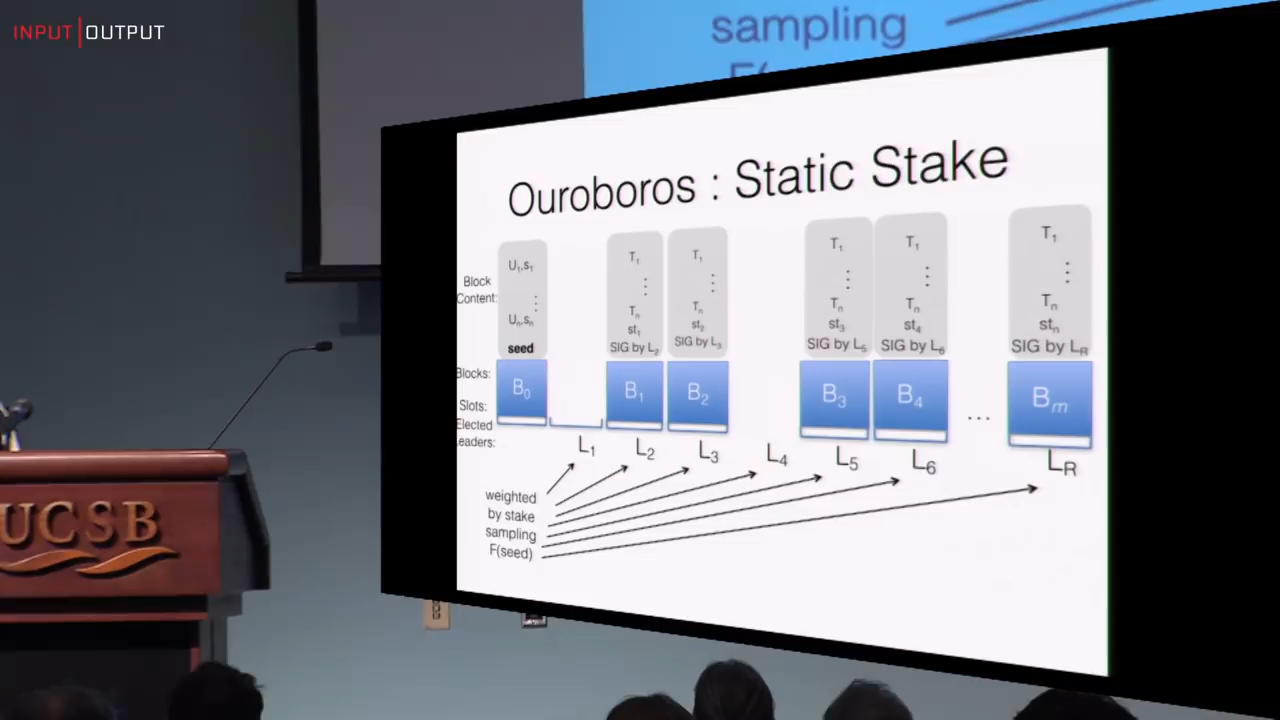 INPUT|OUTPUT
sampling
Ouroboros : Static Stake
Block
Content:
U₁,s₁
⋮
Uₙ,sₙ
seed
T₁
⋮
Tₙ
st₁
SIG by L₂
T₁
⋮
Tₙ
st₂
SIG by L₃
T₁
⋮
Tₙ
st₃
SIG by L₅
T₁
⋮
Tₙ
st₄
SIG by L₆
T₁
⋮
Tₙ
stₙ
SIG by L_R
Blocks:
B₀
B₁
B₂
B₃
B₄
...
Bₘ
Slots:
Elected
Leaders:
L₁
L₂
L₃
L₄
L₅
L₆
L_R
weighted
by stake
sampling
F(seed)
UCSB